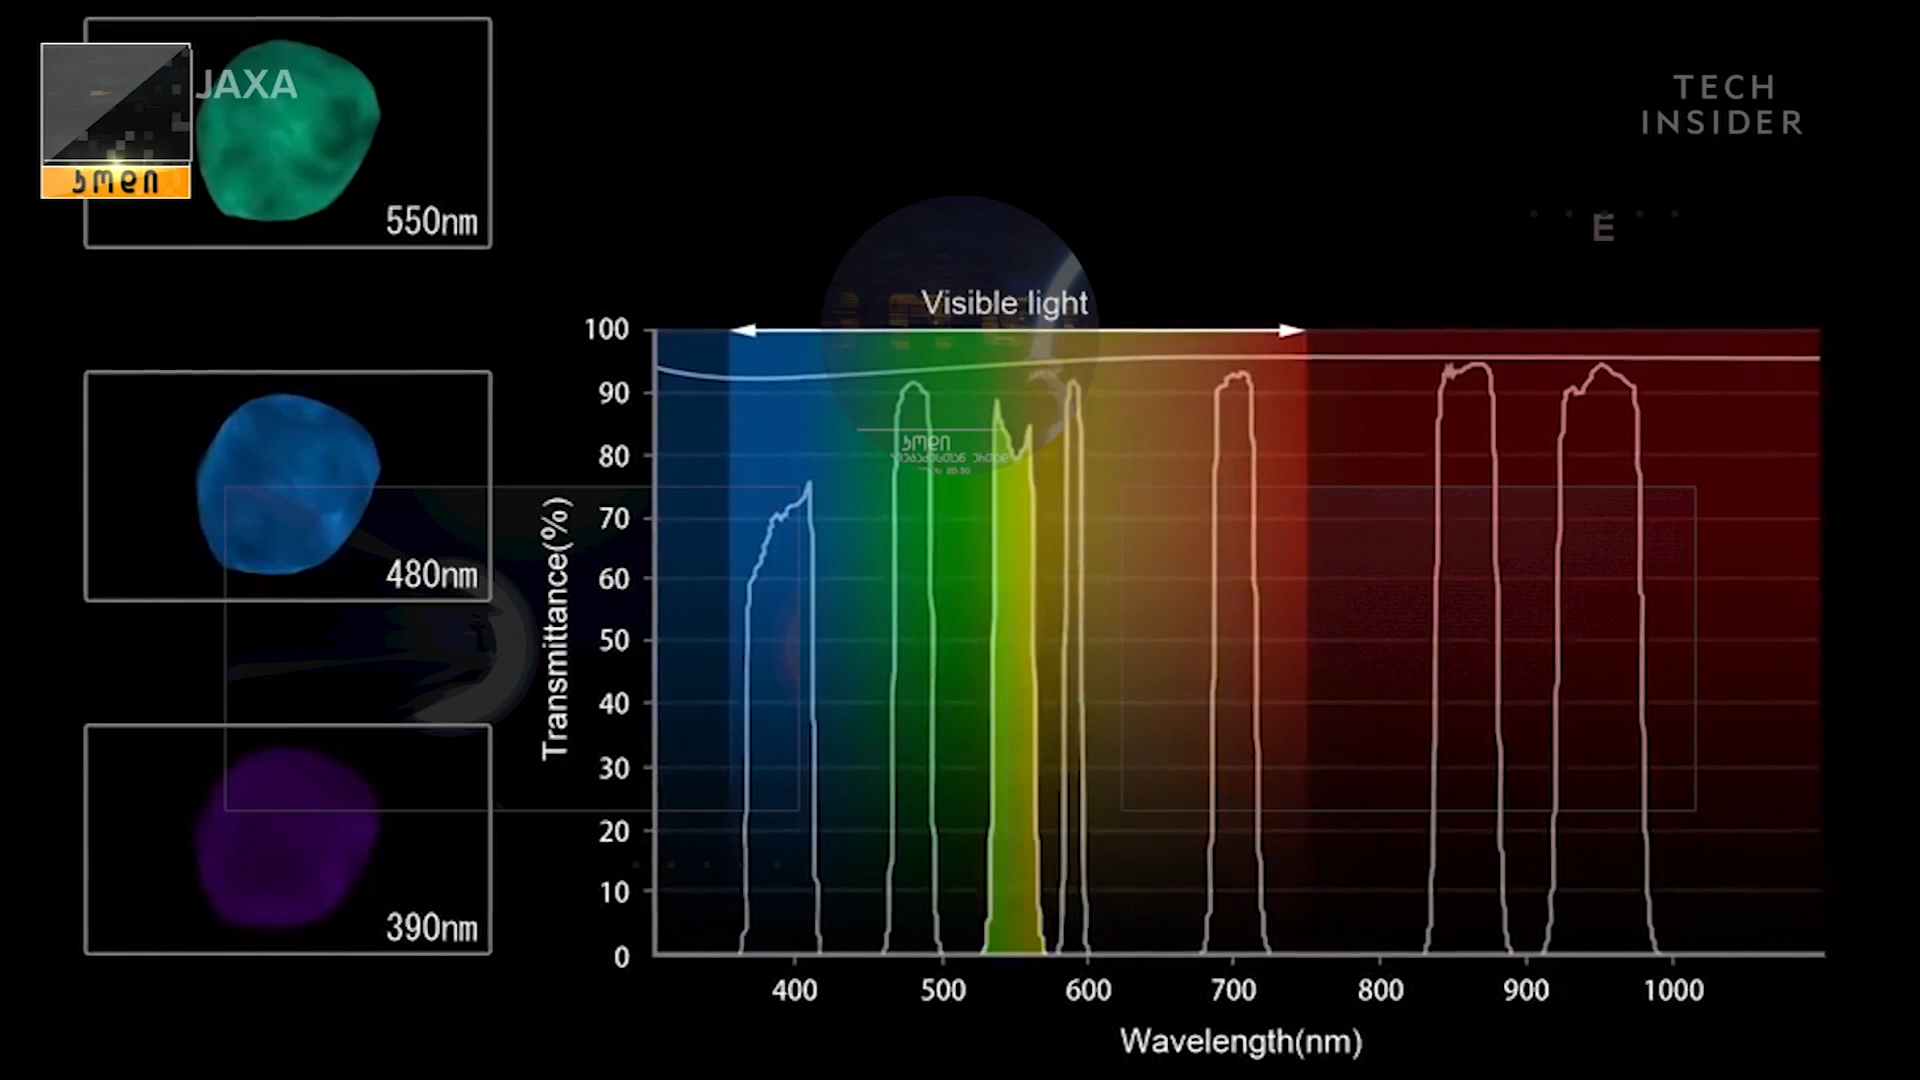 JAXA
TECH
INSIDER
550nm
E
Visible light
480nm
390nm
100
90
80
70
60
50
40
30
20
10
0
Transmittance(%)
400 500 600 700 800 900 1000
Wavelength(nm)